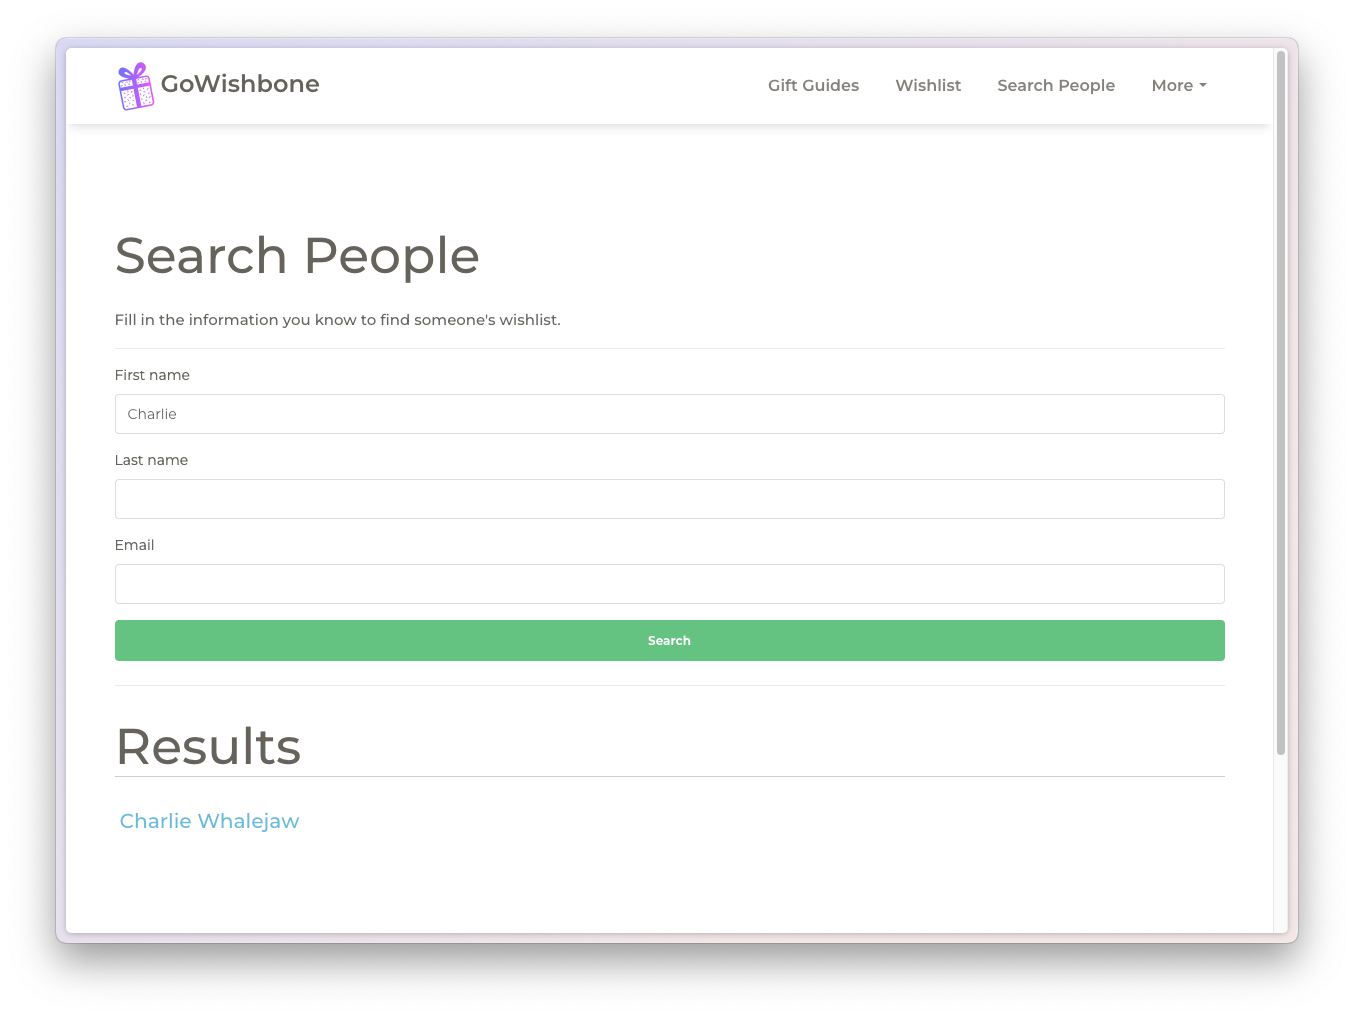 GoWishbone
Gift Guides
Wishlist
Search People
More
Search People
Fill in the information you know to find someone's wishlist.
First name
Charlie
Last name
Email
Search
Results
Charlie Whalejaw